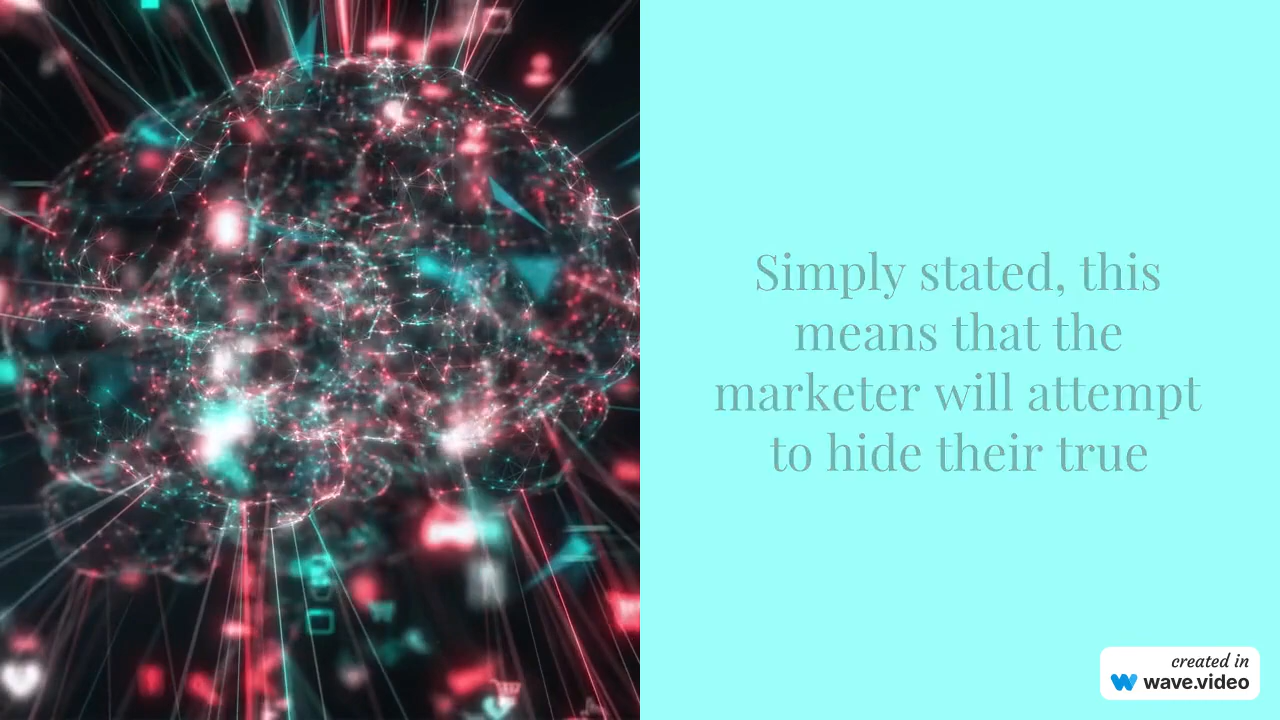 Simply stated, this
means that the
marketer will attempt
to hide their true
created in
wave.video